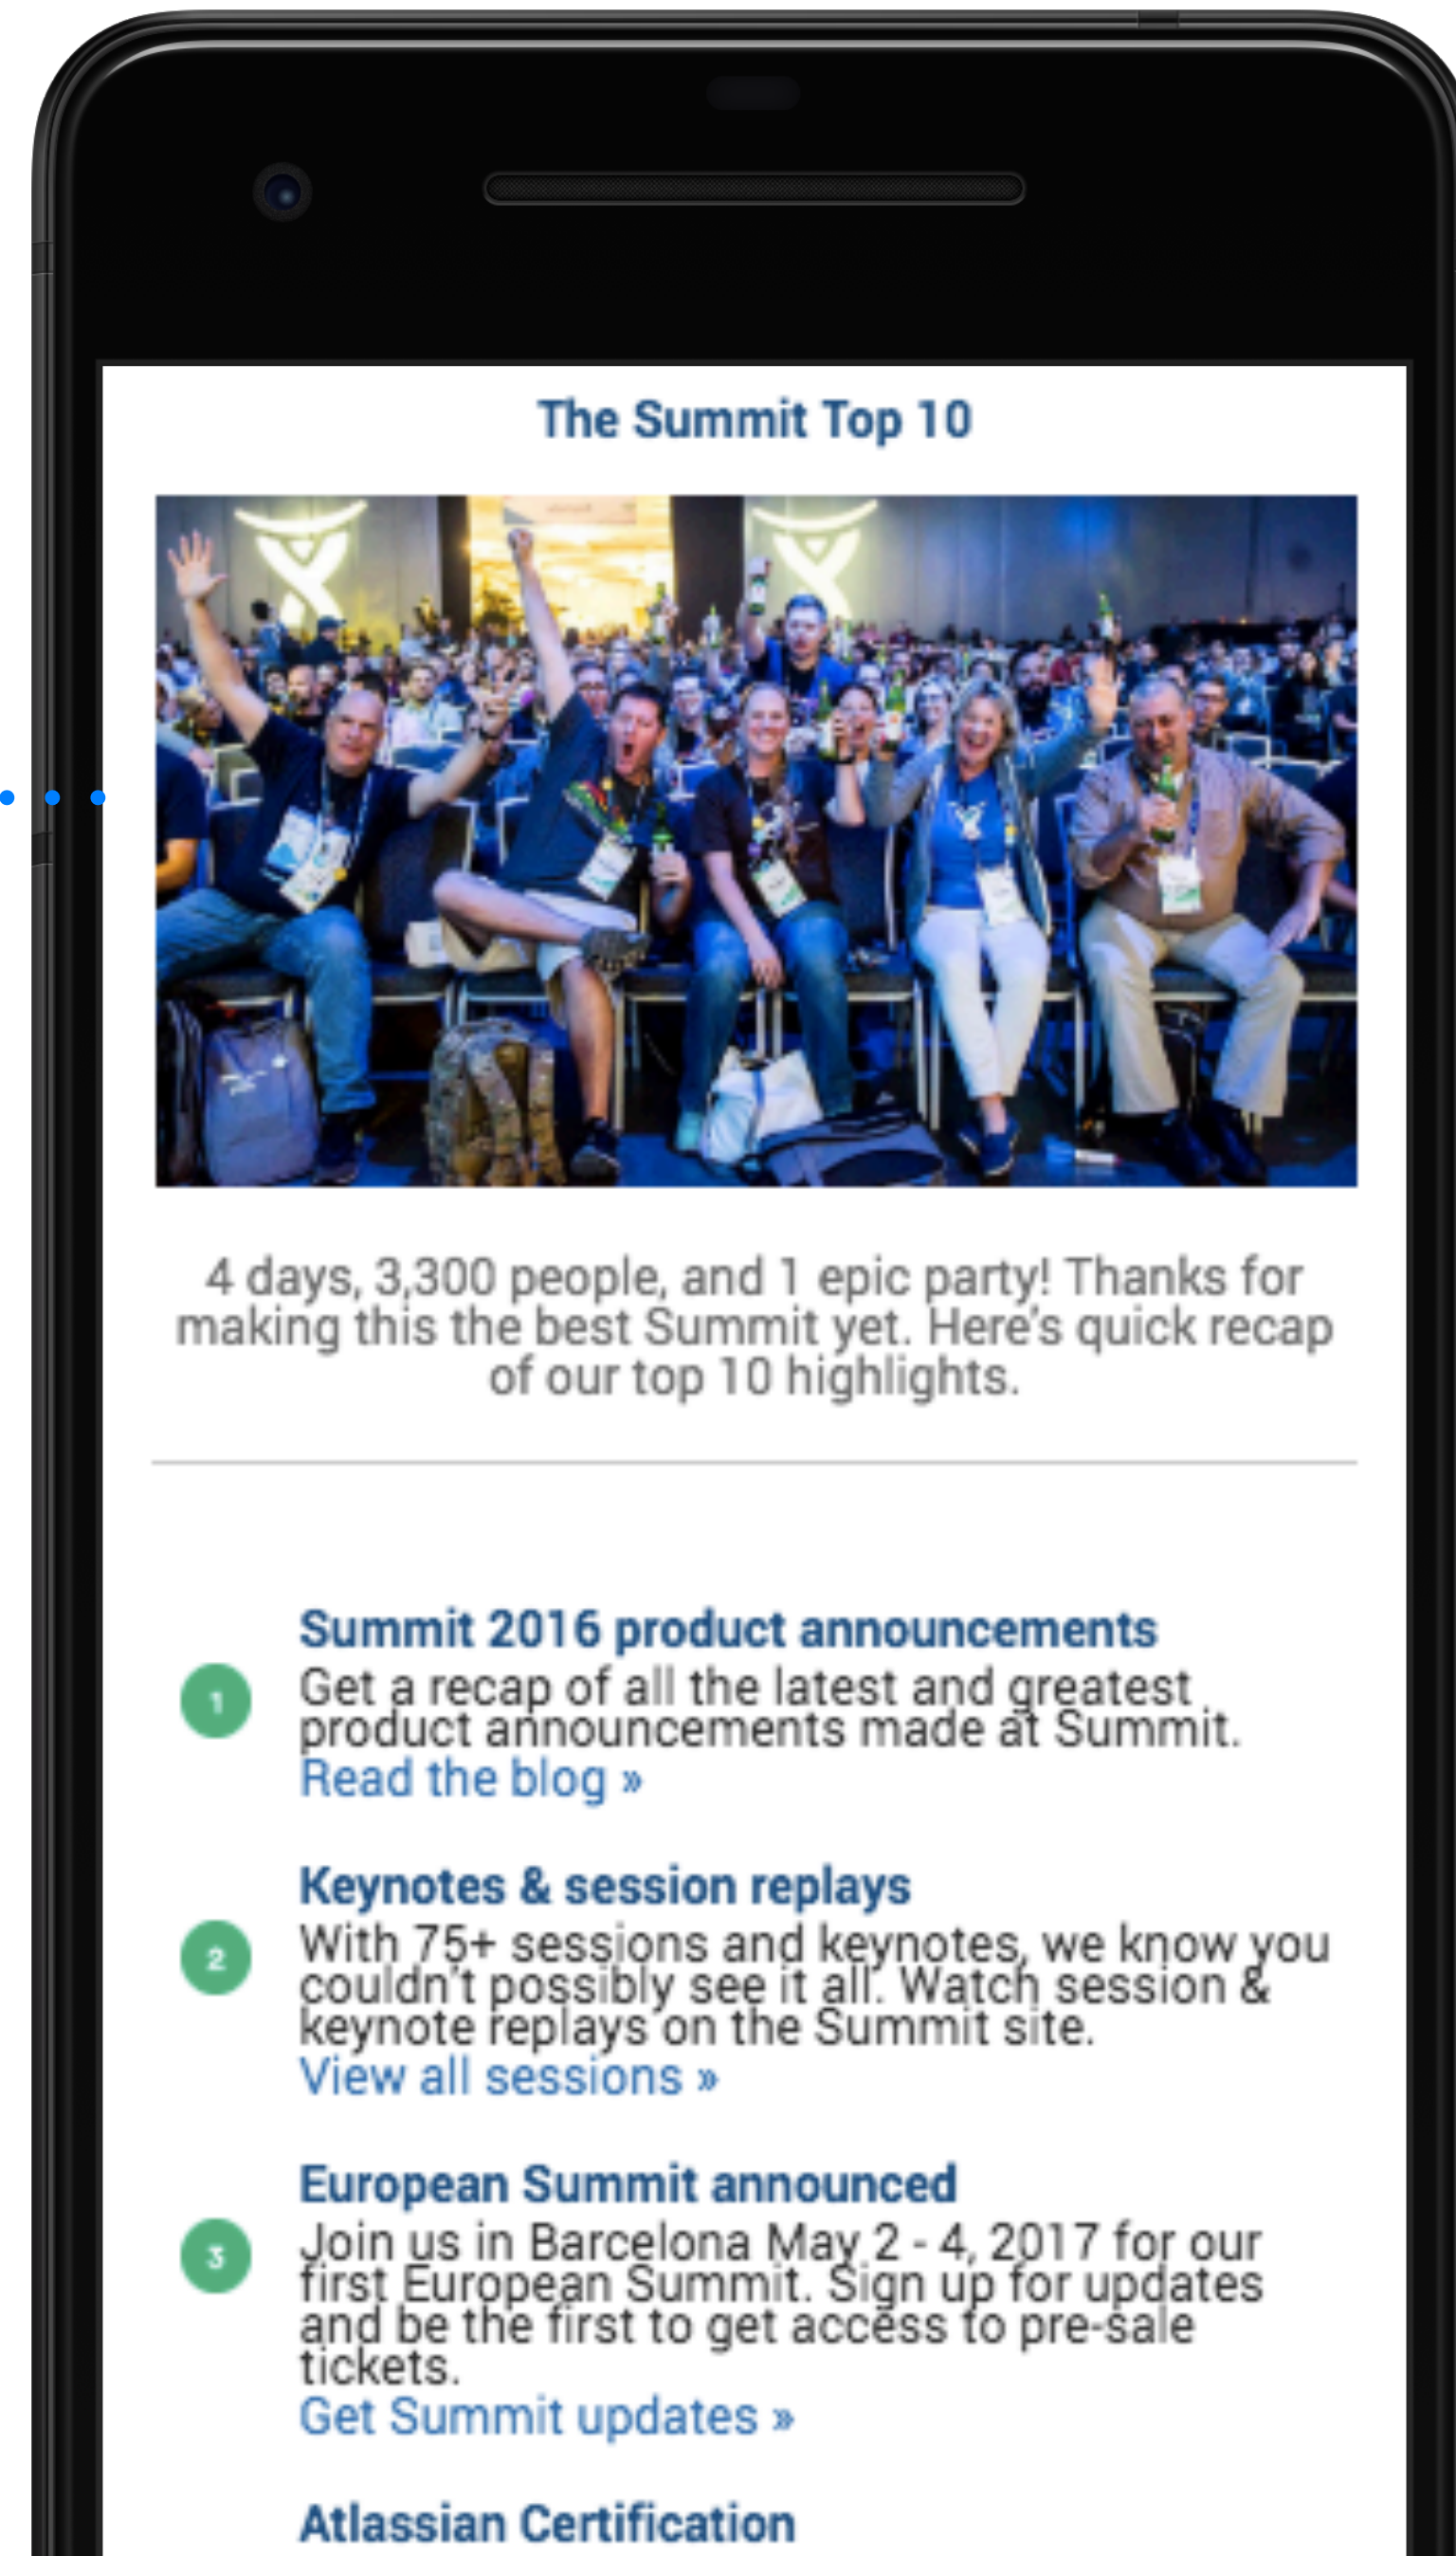 The Summit Top 10
4 days, 3,300 people, and 1 epic party! Thanks for
making this the best Summit yet. Here's quick recap
of our top 10 highlights.
Summit 2016 product announcements
1
Get a recap of all the latest and greatest
product announcements made at Summit.
Read the blog »
Keynotes & session replays
2
With 75+ sessions and keynotes, we know you
couldn't possibly see it all. Watch session &
keynote replays on the Summit site.
View all sessions »
European Summit announced
3
Join us in Barcelona May 2 - 4, 2017 for our
first European Summit. Sign up for updates
and be the first to get access to pre-sale
tickets.
Get Summit updates »
Atlassian Certification